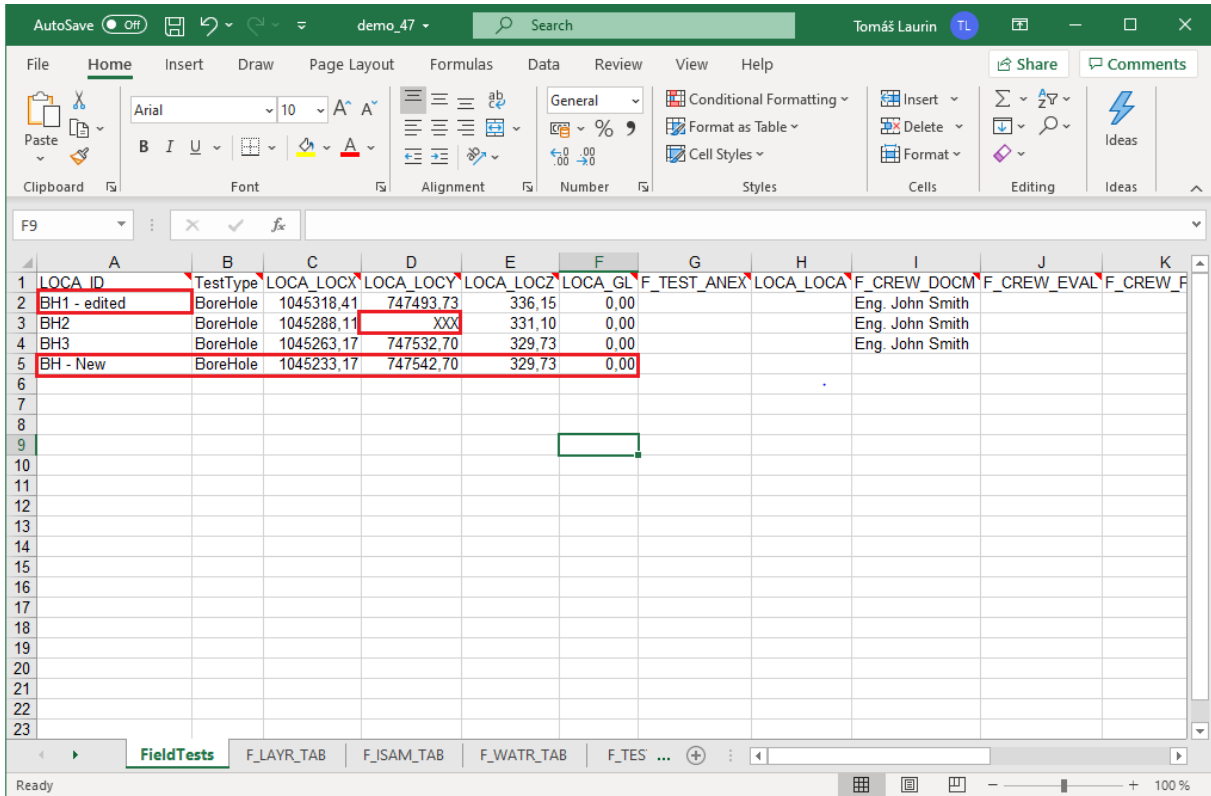 AutoSave Off demo_47 Search Tomáš Laurin TL
File Home Insert Draw Page Layout Formulas Data Review View Help Share Comments
Paste
Arial 10 A A
B I U A
ab
General
% 9
00 00
Conditional Formatting
Format as Table
Cell Styles
Insert
Delete
Format
Ideas
Clipboard Font Alignment Number Styles Cells Editing Ideas
F9 fx
A B C D E F G H I J K
1 LOCA_ID TestType LOCA_LOCX LOCA_LOCY LOCA_LOCZ LOCA_GL F_TEST_ANEX LOCA_LOCA F_CREW_DOCM F_CREW_EVAL F_CREW_F
2 BH1 - edited BoreHole 1045318,41 747493,73 336,15 0,00 Eng. John Smith
3 BH2 BoreHole 1045288,11 XXX 331,10 0,00 Eng. John Smith
4 BH3 BoreHole 1045263,17 747532,70 329,73 0,00 Eng. John Smith
5 BH - New BoreHole 1045233,17 747542,70 329,73 0,00
6
7
8
9
10
11
12
13
14
15
16
17
18
19
20
21
22
23
FieldTests F_LAYR_TAB F_ISAM_TAB F_WATR_TAB F_TES ...
Ready 100 %